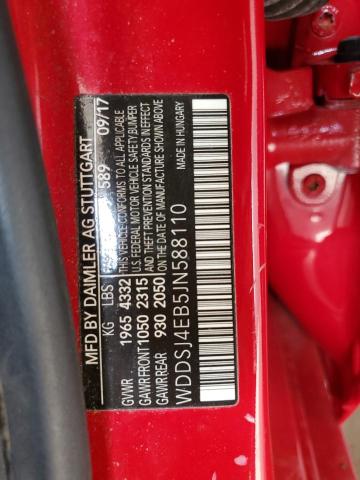 MFD BY DAIMLER AG STUTTGART
KG LBS 589 09/17
GVWR 1965 4332 THIS VEHICLE CONFORMS TO ALL APPLICABLE
U.S. FEDERAL MOTOR VEHICLE SAFETY, BUMPER
GAWR FRONT 1050 2315 AND THEFT PREVENTION STANDARDS IN EFFECT
GAWR REAR 930 2050 ON THE DATE OF MANUFACTURE SHOWN ABOVE
MADE IN HUNGARY
WDDSJ4EB5JN588110